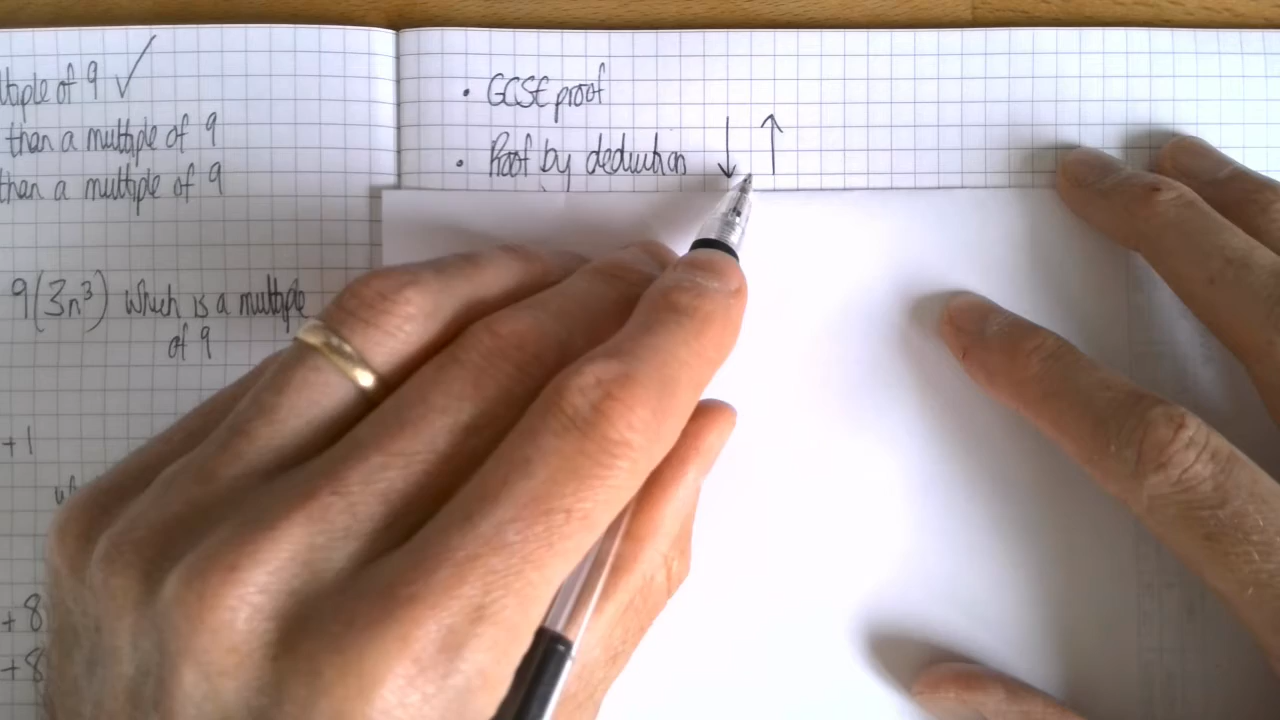 multiple of 9 ✓
than a multiple of 9
than a multiple of 9
9(3n³) which is a multiple
of 9
+1
+8
+8
• GCSE proof
• Proof by deduction ↓ ↑